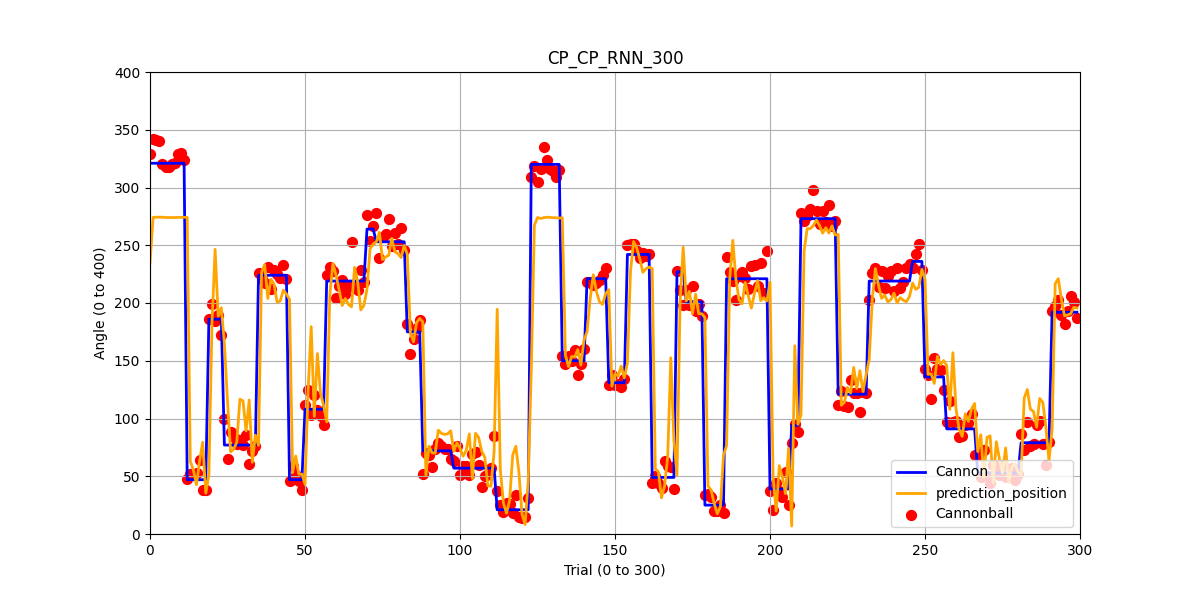 CP_CP_RNN_300
400
350
300
250
200
150
100
50
0
Angle (0 to 400)
0 50 100 150 200 250 300
Trial (0 to 300)
Cannon
prediction_position
Cannonball